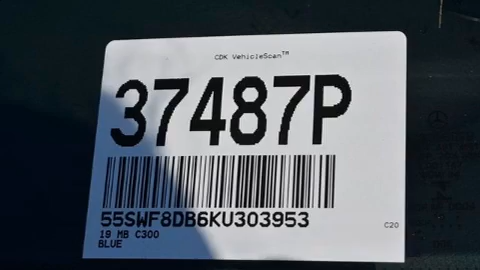 CDK VehicleScan™
37487P
55SWF8DB6KU303953
19 MB C300
BLUE
C20